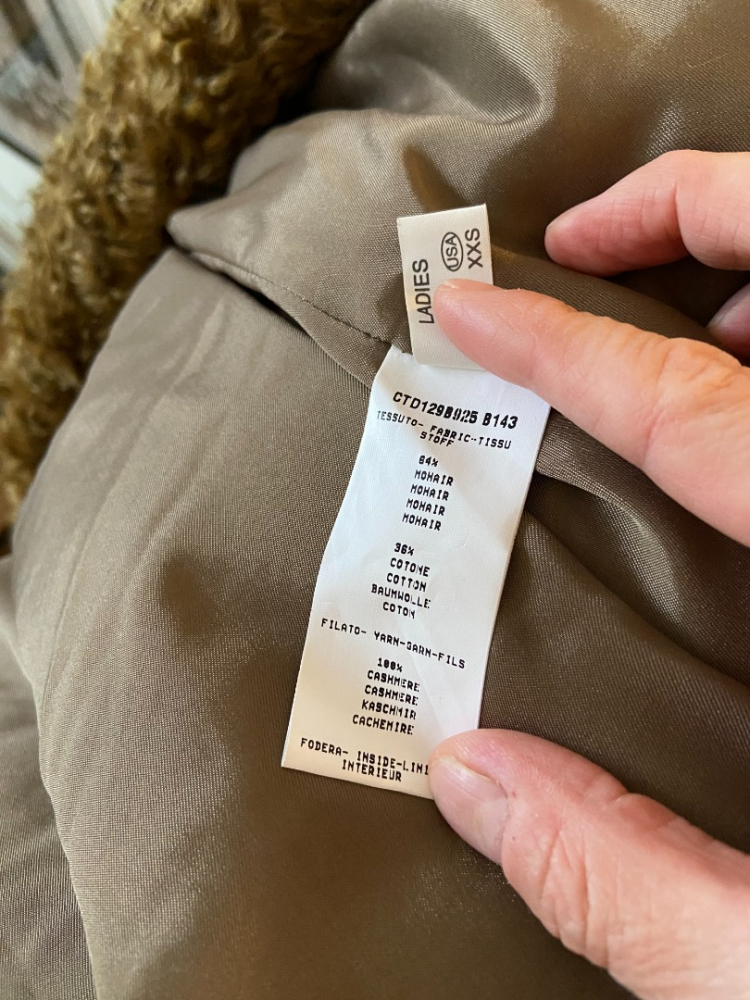 LADIES
USA
XXS
CTD129B925 B143
TESSUTO- FABRIC--TISSU
STOFF
64%
MOHAIR
MOHAIR
MOHAIR
MOHAIR
36%
COTONE
COTTON
BAUMWOLLE
COTON
FILATO- YARN-GARN-FILS
100%
CASHMERE
CASHMERE
KASCHMIR
CACHEMIRE
FODERA- INSIDE-LINI
INTERIEUR